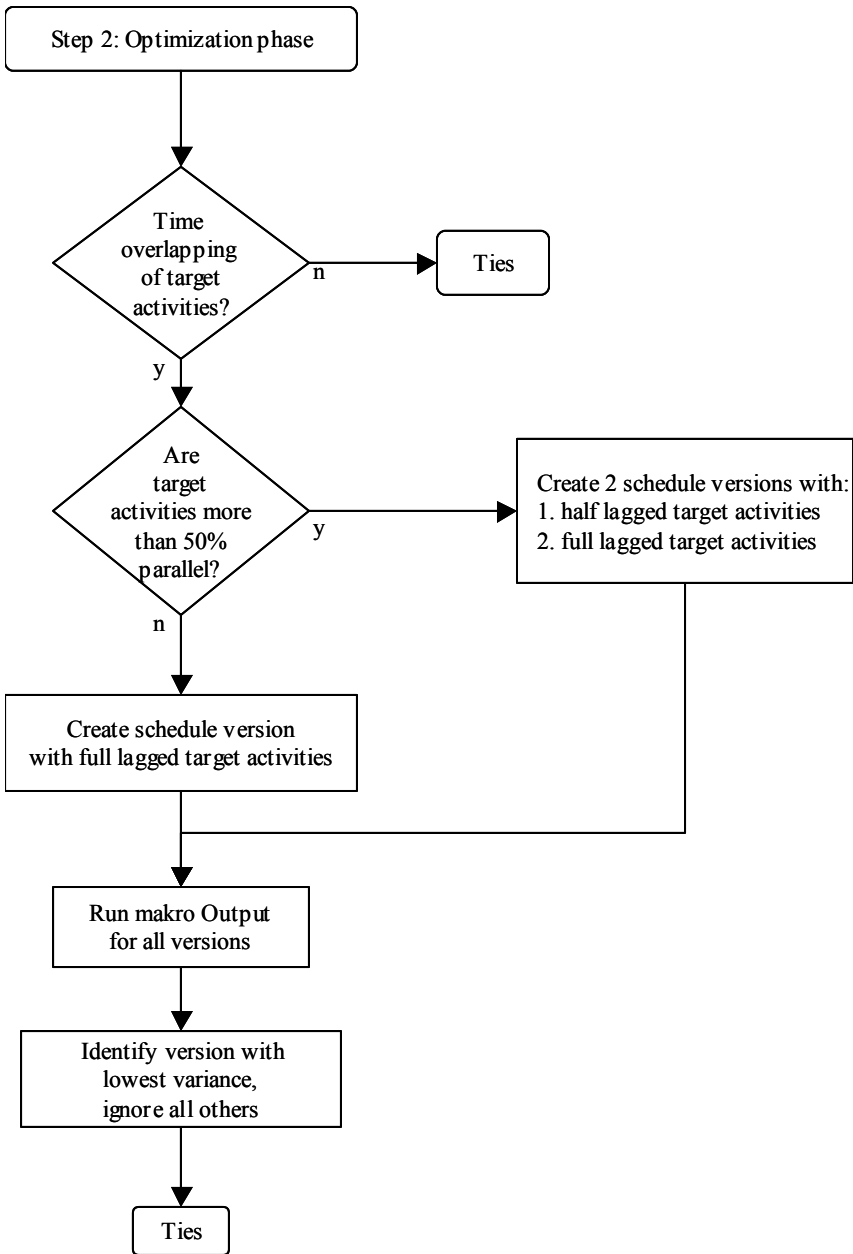 Step 2: Optimization phase
Time
overlapping
of target
activities?
n
Ties
y
Are
target
activities more
than 50%
parallel?
y
Create 2 schedule versions with:
1. half lagged target activities
2. full lagged target activities
n
Create schedule version
with full lagged target activities
Run makro Output
for all versions
Identify version with
lowest variance,
ignore all others
Ties